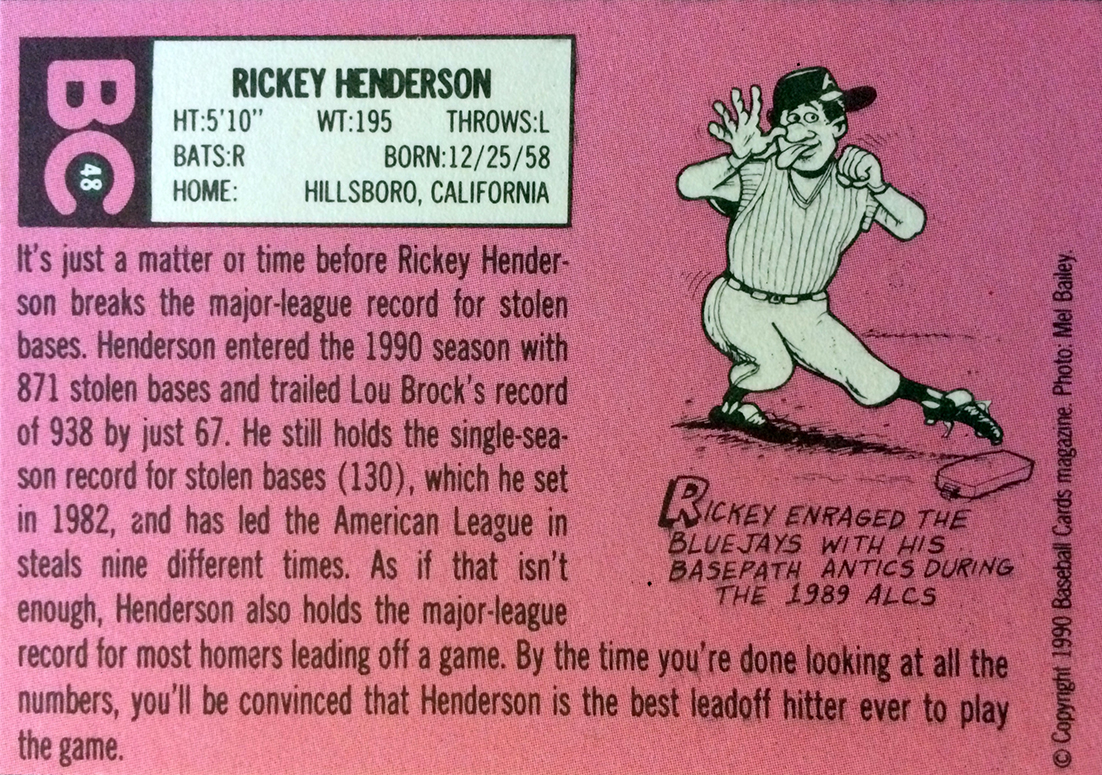 BC
48
RICKEY HENDERSON
HT:5'10" WT:195 THROWS:L
BATS:R BORN:12/25/58
HOME: HILLSBORO, CALIFORNIA
It's just a matter of time before Rickey Hender-
son breaks the major-league record for stolen
bases. Henderson entered the 1990 season with
871 stolen bases and trailed Lou Brock's record
of 938 by just 67. He still holds the single-sea-
son record for stolen bases (130), which he set
in 1982, and has led the American League in
steals nine different times. As if that isn't
enough, Henderson also holds the major-league
record for most homers leading off a game. By the time you're done looking at all the
numbers, you'll be convinced that Henderson is the best leadoff hitter ever to play
the game.
RICKEY ENRAGED THE
BLUEJAYS WITH HIS
BASEPATH ANTICS DURING
THE 1989 ALCS
© Copyright 1990 Baseball Cards magazine. Photo: Mel Bailey.